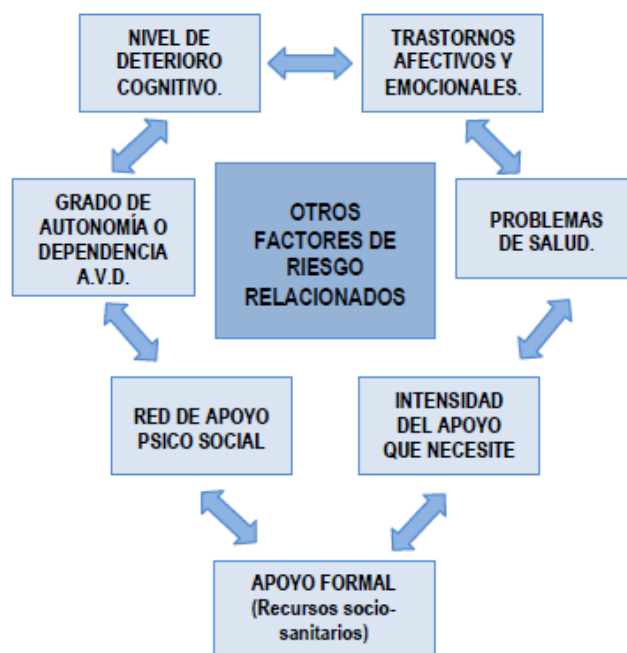 NIVEL DE
DETERIORO
COGNITIVO.
TRASTORNOS
AFECTIVOS Y
EMOCIONALES.
GRADO DE
AUTONOMÍA O
DEPENDENCIA
A.V.D.
OTROS
FACTORES DE
RIESGO
RELACIONADOS
PROBLEMAS
DE SALUD.
RED DE APOYO
PSICO SOCIAL
INTENSIDAD
DEL APOYO
QUE NECESITE
APOYO FORMAL
(Recursos socio-
sanitarios)